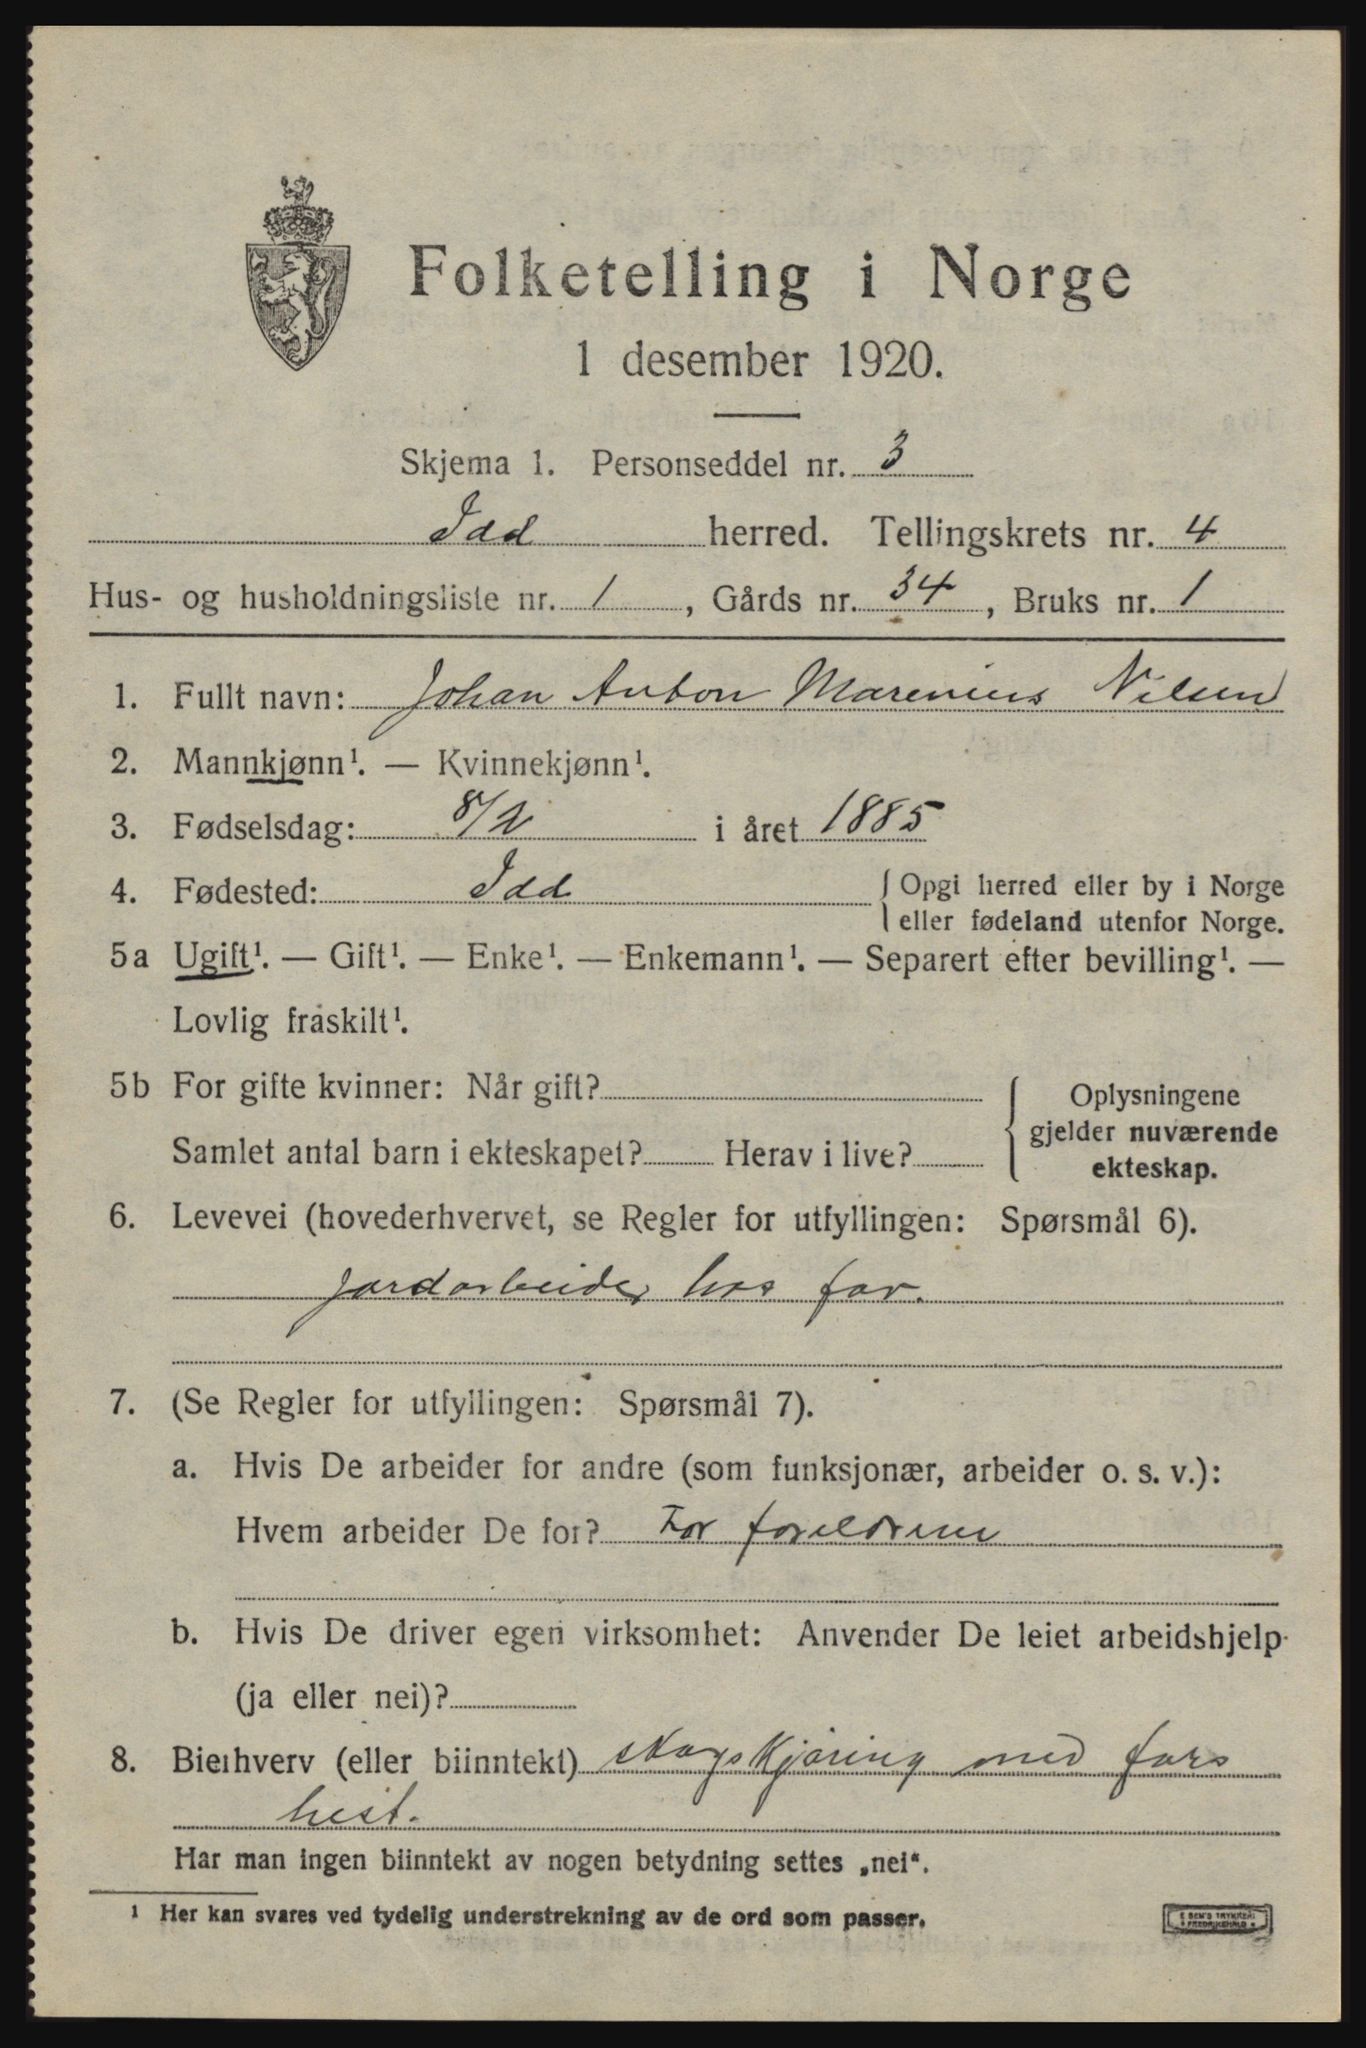 Folketelling i Norge
1 desember 1920.
Skjema 1. Personseddel nr. 3
Idd herred. Tellingskrets nr. 4
Hus- og husholdningsliste nr. 1, Gårds nr. 34, Bruks nr. 1
1. Fullt navn: Johan Anton Marenius Nilsen
2. Mannkjønn¹. — Kvinnekjønn¹.
3. Fødselsdag: 8/2 i året 1885
4. Fødested: Idd {Opgi herred eller by i Norge
eller fødeland utenfor Norge.
5a Ugift¹. — Gift¹. — Enke¹. — Enkemann¹. — Separert efter bevilling¹. —
Lovlig fraskilt¹.
5b For gifte kvinner: Når gift?
Samlet antal barn i ekteskapet? Herav i live?
{Oplysningene
gjelder nuværende
ekteskap.
6. Levevei (hovederhvervet, se Regler for utfyllingen: Spørsmål 6).
Jordarbeider hos far.
7. (Se Regler for utfyllingen: Spørsmål 7).
a. Hvis De arbeider for andre (som funksjonær, arbeider o. s. v.):
Hvem arbeider De for? For foreldrene
b. Hvis De driver egen virksomhet: Anvender De leiet arbeidshjelp
(ja eller nei)?
8. Bierhverv (eller biinntekt) skogskjøring med fars
hest.
Har man ingen biinntekt av nogen betydning settes „nei“.
¹ Her kan svares ved tydelig understrekning av de ord som passer.